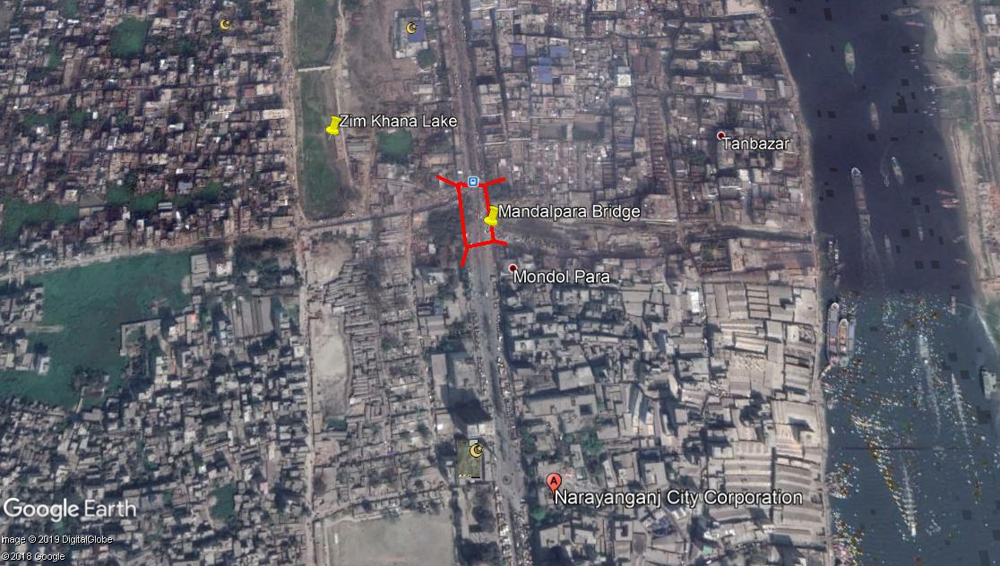 Zim Khana Lake
Tanbazar
Mandalpara Bridge
Mondol Para
A
Narayanganj City Corporation
Google Earth
Image © 2019 DigitalGlobe
© 2018 Google